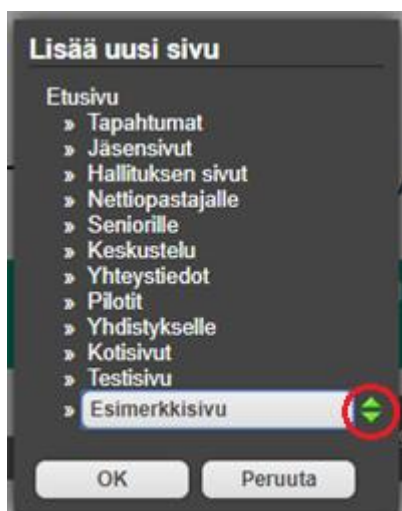 Lisää uusi sivu
Etusivu
» Tapahtumat
» Jäsensivut
» Hallituksen sivut
» Nettiopastajalle
» Seniorille
» Keskustelu
» Yhteystiedot
» Pilotit
» Yhdistykselle
» Kotisivut
» Testisivu
» Esimerkkisivu
OK Peruuta